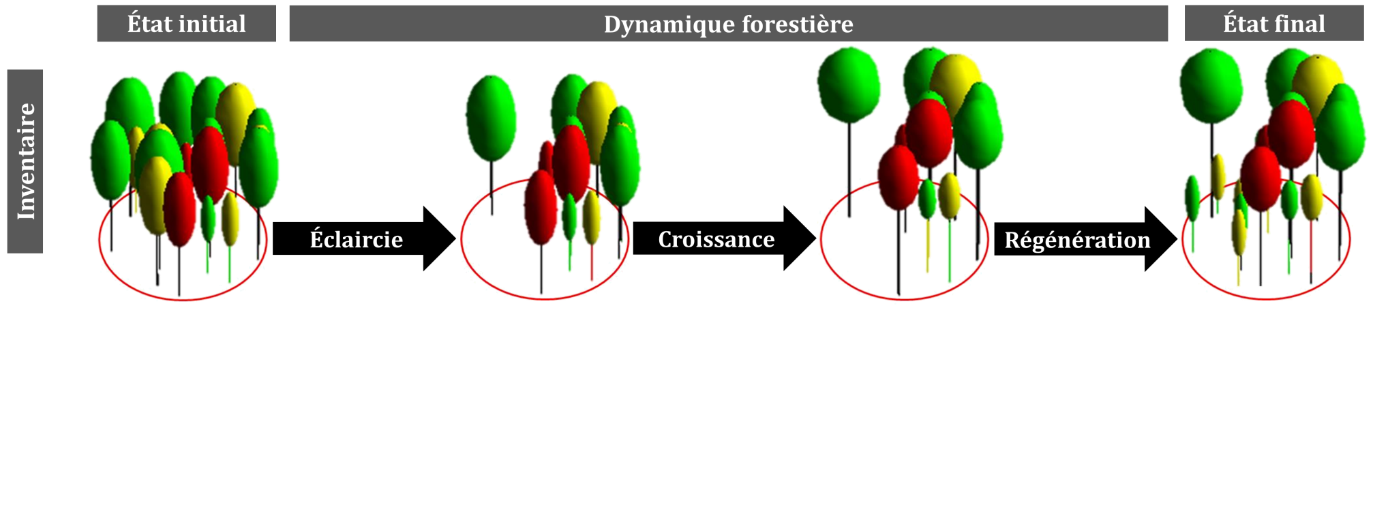 État initial
Dynamique forestière
État final
Inventaire
Éclaircie
Croissance
Régénération